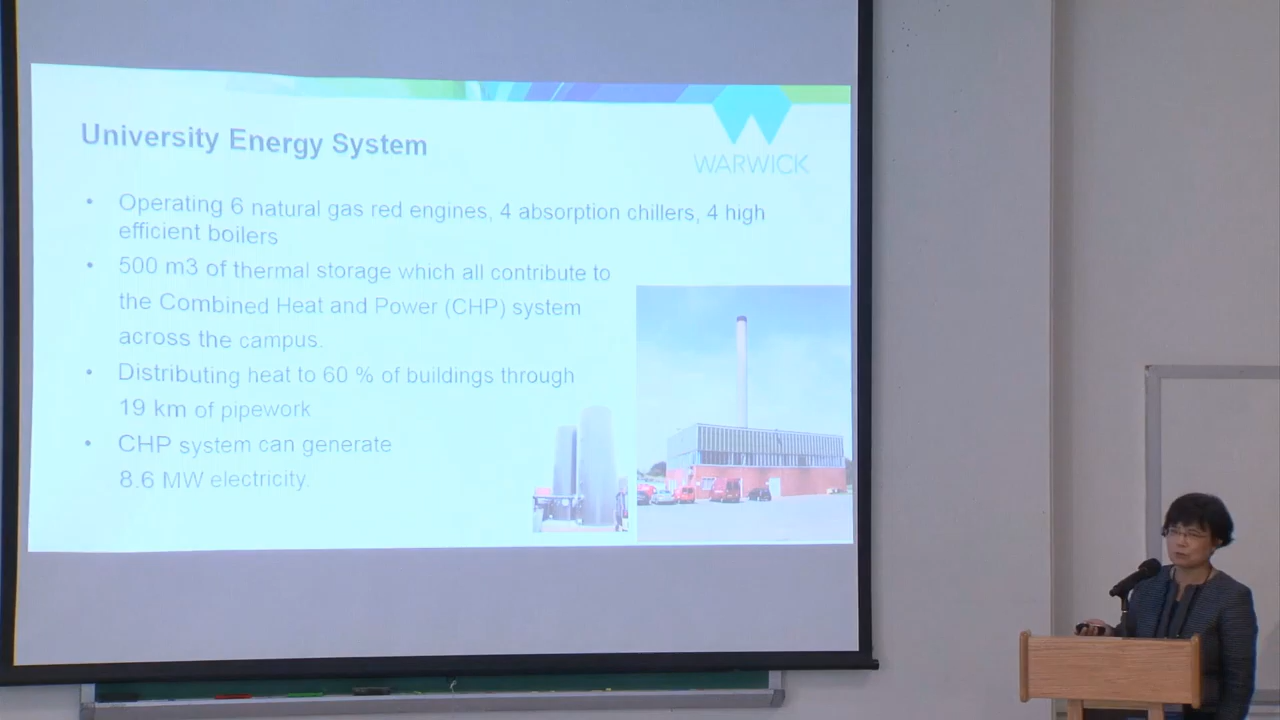 University Energy System
WARWICK
• Operating 6 natural gas red engines, 4 absorption chillers, 4 high
efficient boilers
• 500 m3 of thermal storage which all contribute to
the Combined Heat and Power (CHP) system
across the campus.
• Distributing heat to 60 % of buildings through
19 km of pipework
• CHP system can generate
8.6 MW electricity.